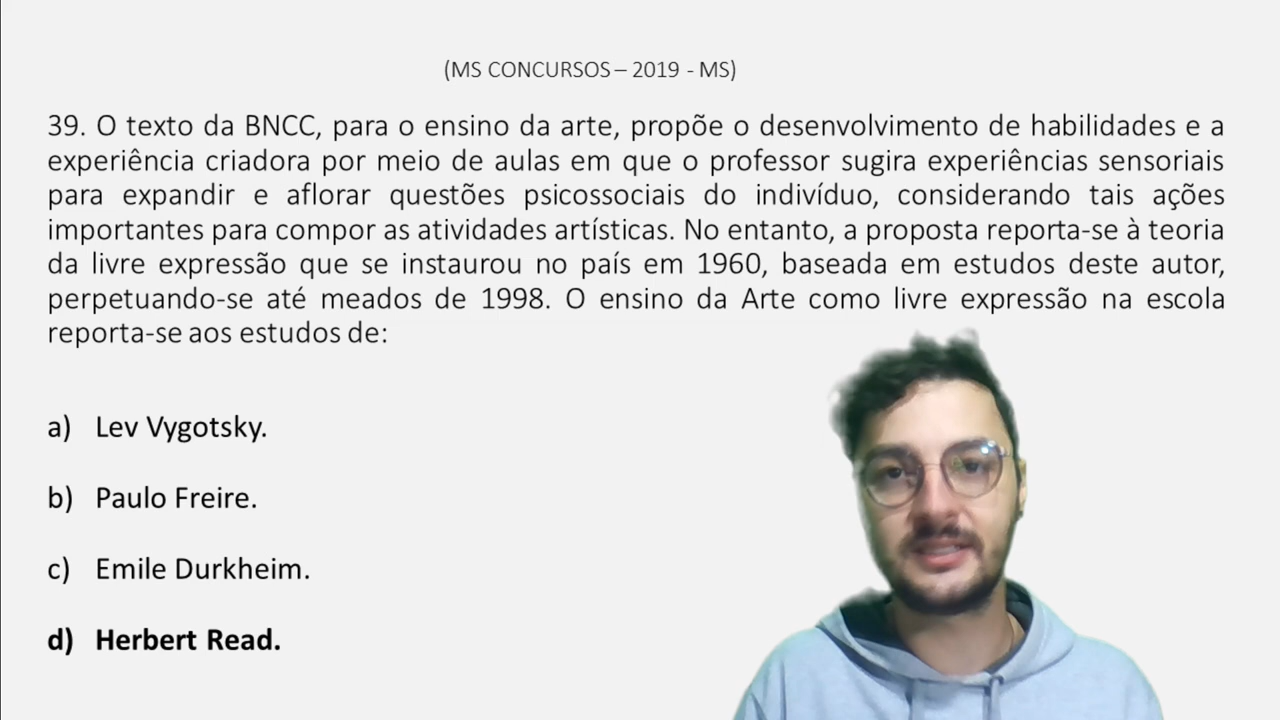 (MS CONCURSOS – 2019 - MS)
39. O texto da BNCC, para o ensino da arte, propõe o desenvolvimento de habilidades e a
experiência criadora por meio de aulas em que o professor sugira experiências sensoriais
para expandir e aflorar questões psicossociais do indivíduo, considerando tais ações
importantes para compor as atividades artísticas. No entanto, a proposta reporta-se à teoria
da livre expressão que se instaurou no país em 1960, baseada em estudos deste autor,
perpetuando-se até meados de 1998. O ensino da Arte como livre expressão na escola
reporta-se aos estudos de:
a) Lev Vygotsky.
b) Paulo Freire.
c) Emile Durkheim.
d) Herbert Read.